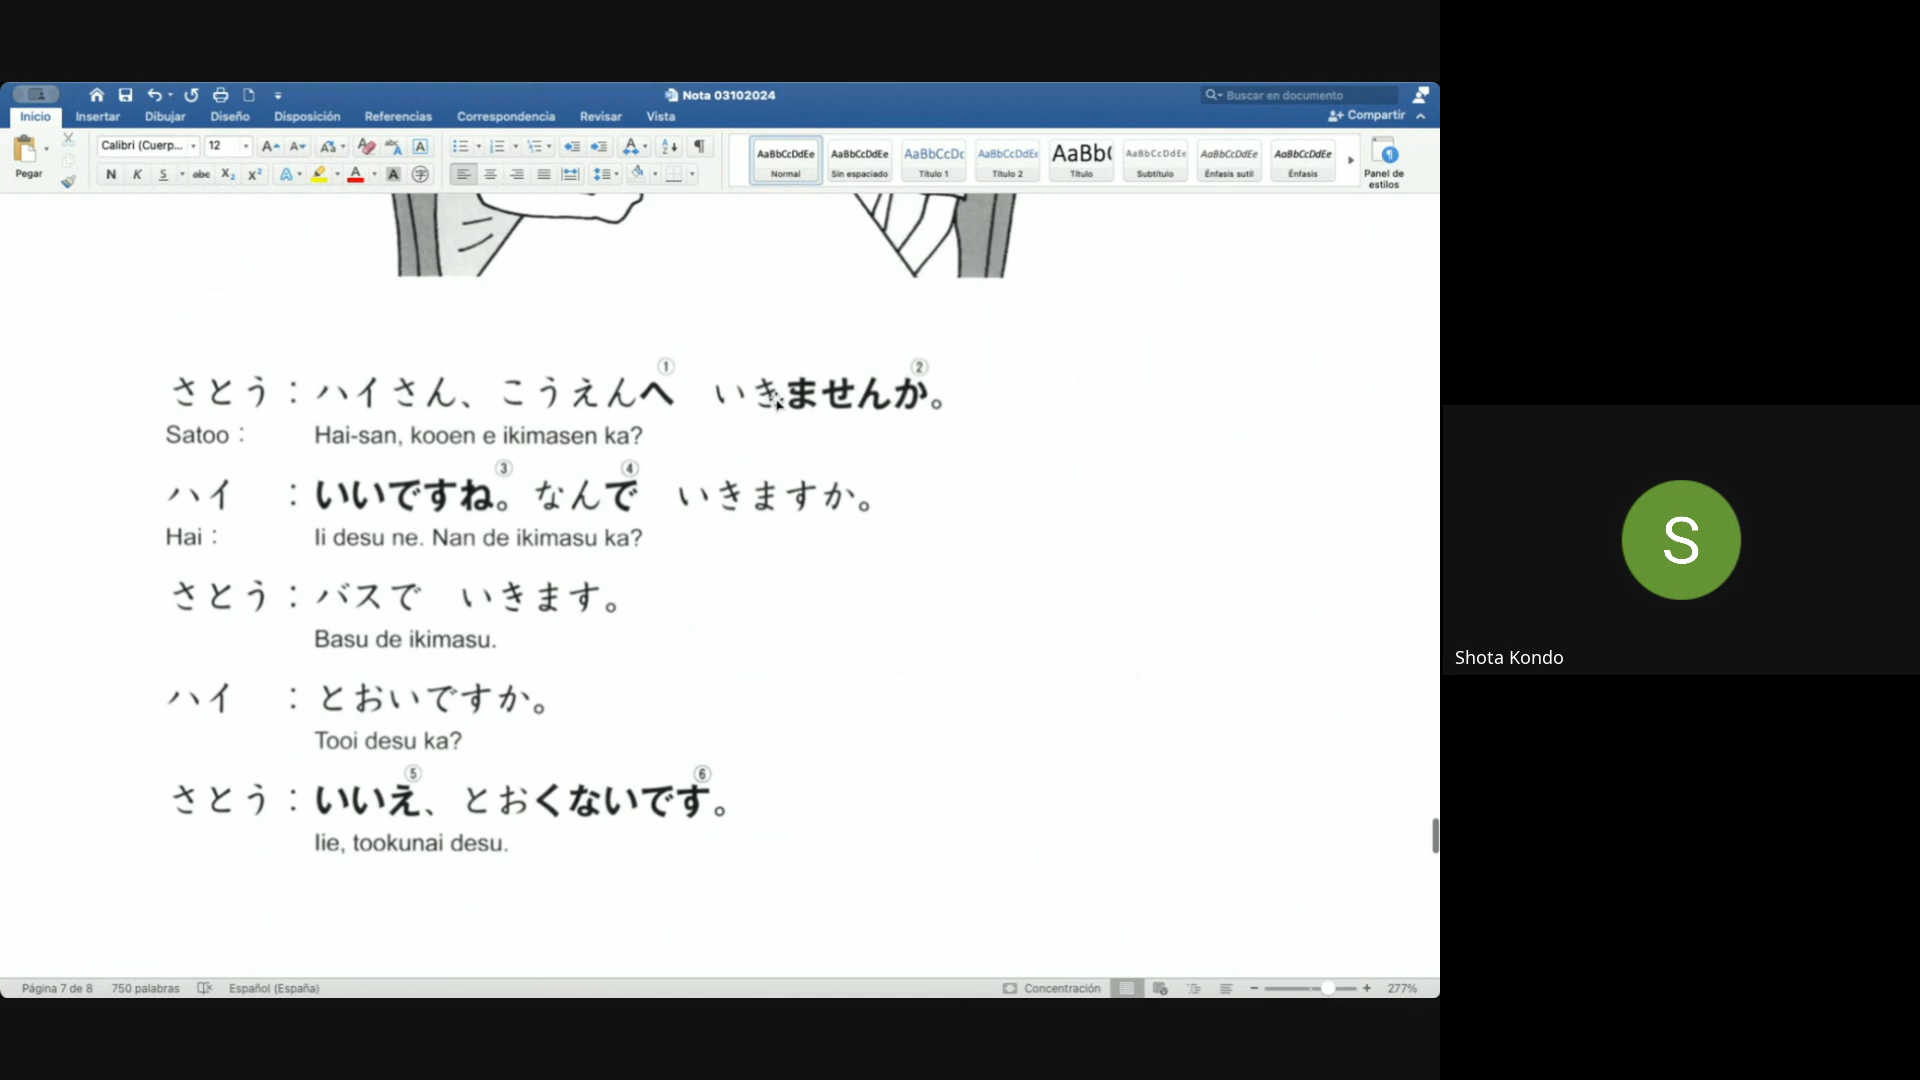 Nota 03102024
Buscar en documento
Inicio Insertar Dibujar Diseño Disposición Referencias Correspondencia Revisar Vista
Compartir
Pegar
Calibri (Cuerp... 12
N K S abc X₂ X²
AaBbCcDdEe AaBbCcDdEe AaBbCcDc AaBbCcDdEe AaBb( AaBbCcDdEe AaBbCcDdEe AaBbCcDdEe
Normal Sin espaciado Título 1 Título 2 Título Subtítulo Énfasis sutil Énfasis
Panel de
estilos
① ②
さとう：ハイさん、こうえんへ いきませんか。
Satoo： Hai-san, kooen e ikimasen ka?
③ ④
ハイ ：いいですね。なんで いきますか。
Hai： Ii desu ne. Nan de ikimasu ka?
さとう：バスで いきます。
Basu de ikimasu.
ハイ ：とおいですか。
Tooi desu ka?
⑤ ⑥
さとう：いいえ、とおくないです。
Iie, tookunai desu.
Página 7 de 8 750 palabras Español (España) Concentración 277%
S
Shota Kondo